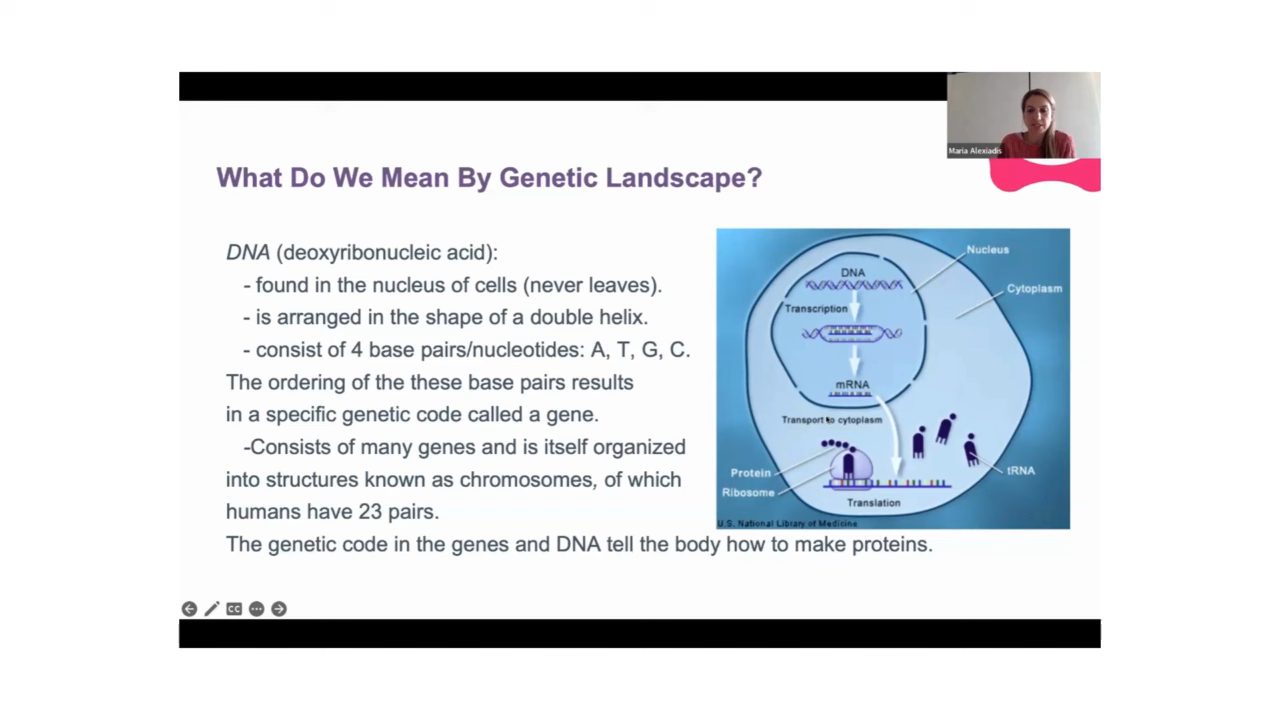 Maria Alexiadis
What Do We Mean By Genetic Landscape?
DNA (deoxyribonucleic acid):
- found in the nucleus of cells (never leaves).
- is arranged in the shape of a double helix.
- consist of 4 base pairs/nucleotides: A, T, G, C.
The ordering of the these base pairs results
in a specific genetic code called a gene.
-Consists of many genes and is itself organized
into structures known as chromosomes, of which
humans have 23 pairs.
The genetic code in the genes and DNA tell the body how to make proteins.
Nucleus
DNA
Cytoplasm
Transcription
mRNA
Transport to cytoplasm
Protein
tRNA
Ribosome
Translation
U.S. National Library of Medicine
CC